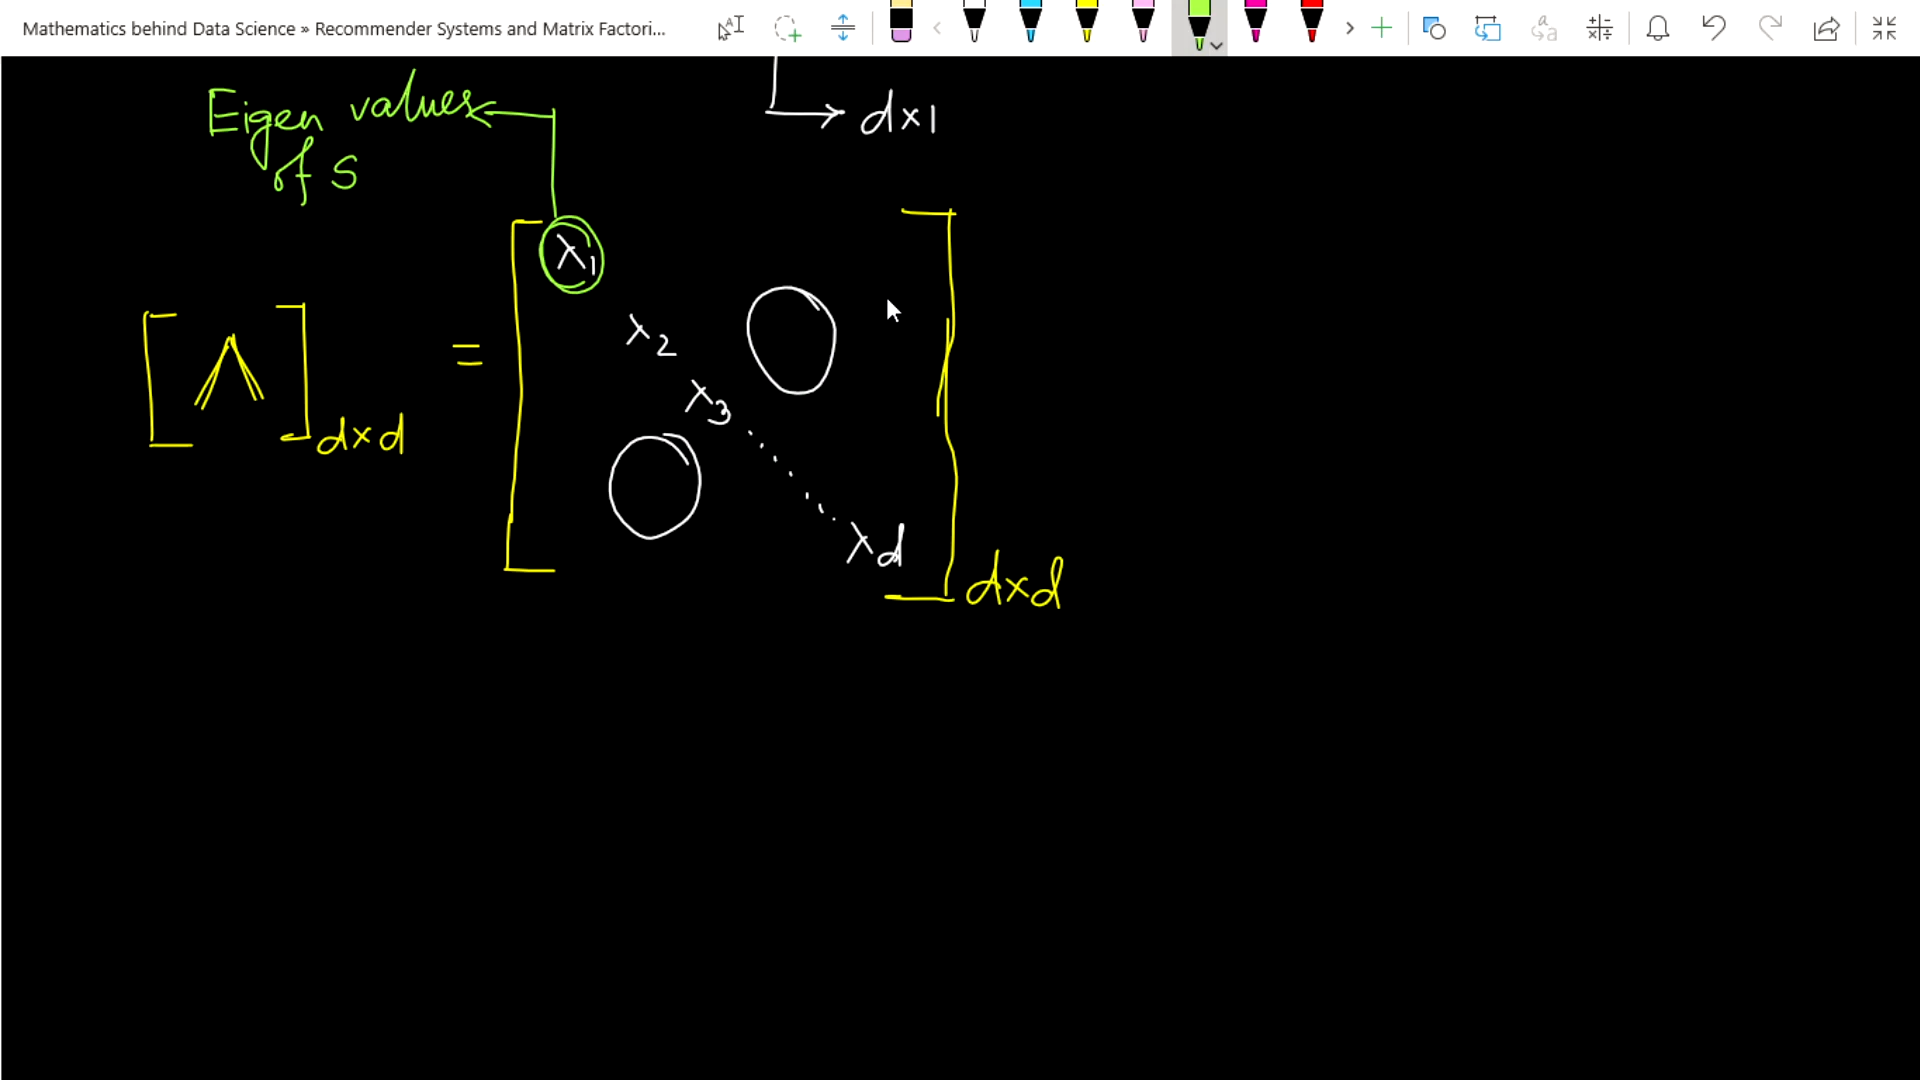 Mathematics behind Data Science » Recommender Systems and Matrix Factori...
Eigen values
of S
d×1
[Λ]d×d = [λ1
λ2
λ3
λd]d×d